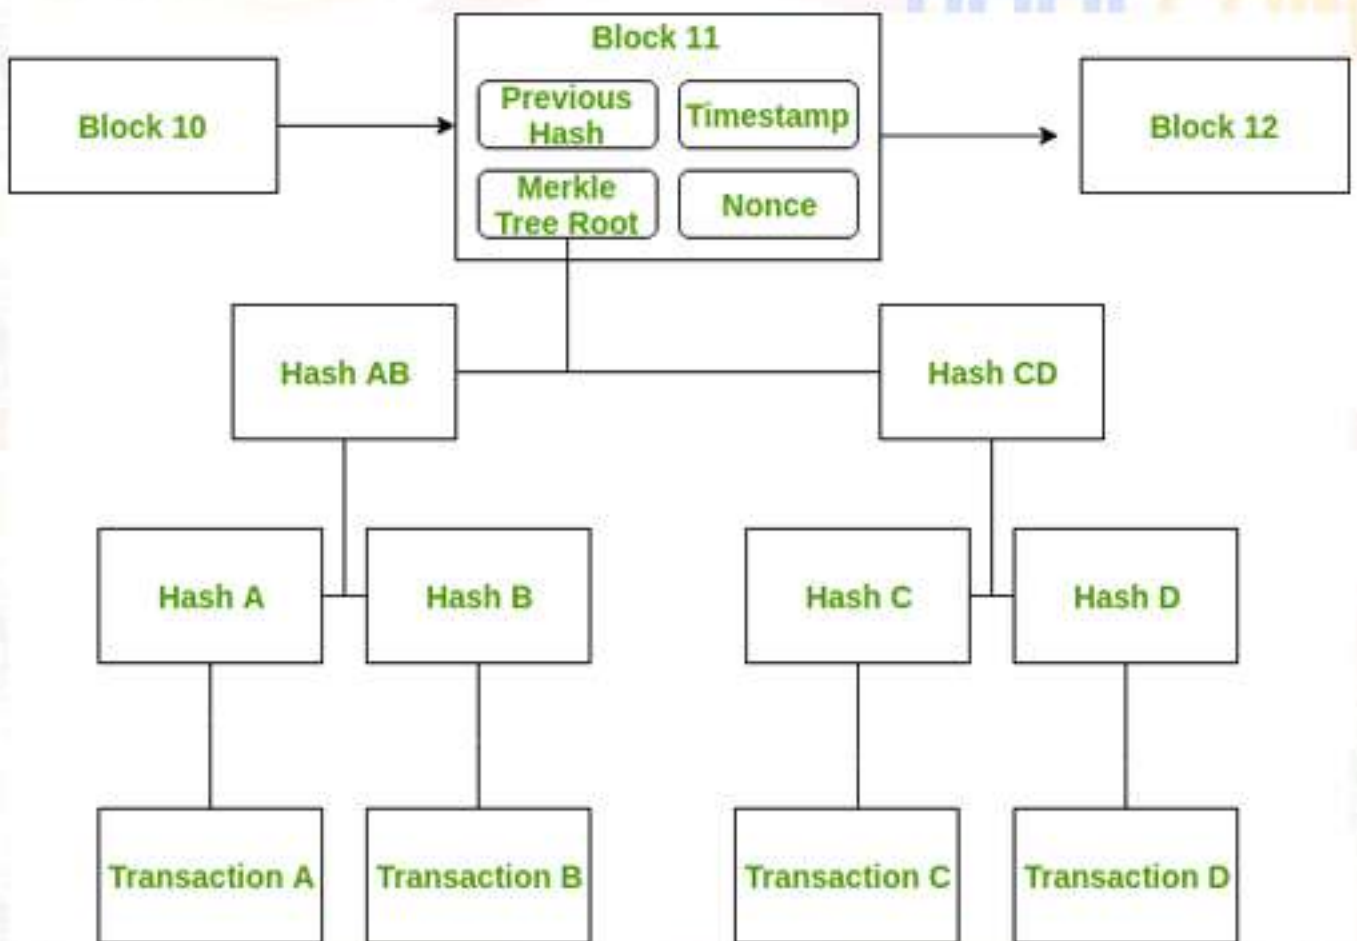 Block 11
Block 10
Previous
Hash
Timestamp
Block 12
Merkle
Tree Root
Nonce
Hash AB
Hash CD
Hash A
Hash B
Hash C
Hash D
Transaction A
Transaction B
Transaction C
Transaction D